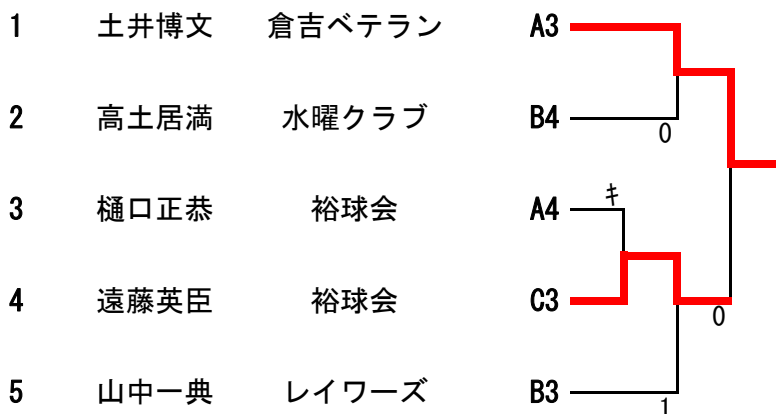 1 土井博文 倉吉ベテラン A3
2 高土居満 水曜クラブ B4
0
3 樋口正恭 裕球会 A4
キ
4 遠藤英臣 裕球会 C3
0
5 山中一典 レイワーズ B3
1